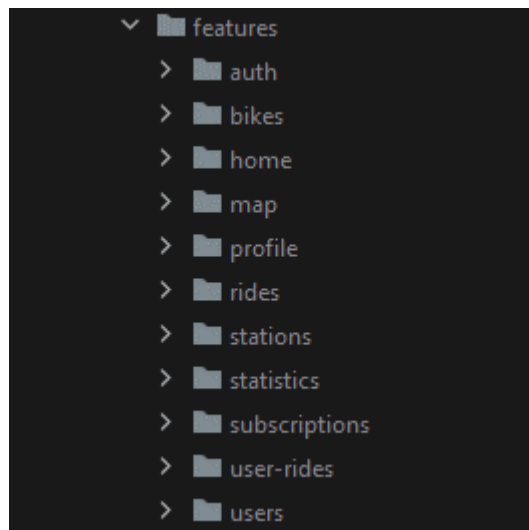 features
auth
bikes
home
map
profile
rides
stations
statistics
subscriptions
user-rides
users